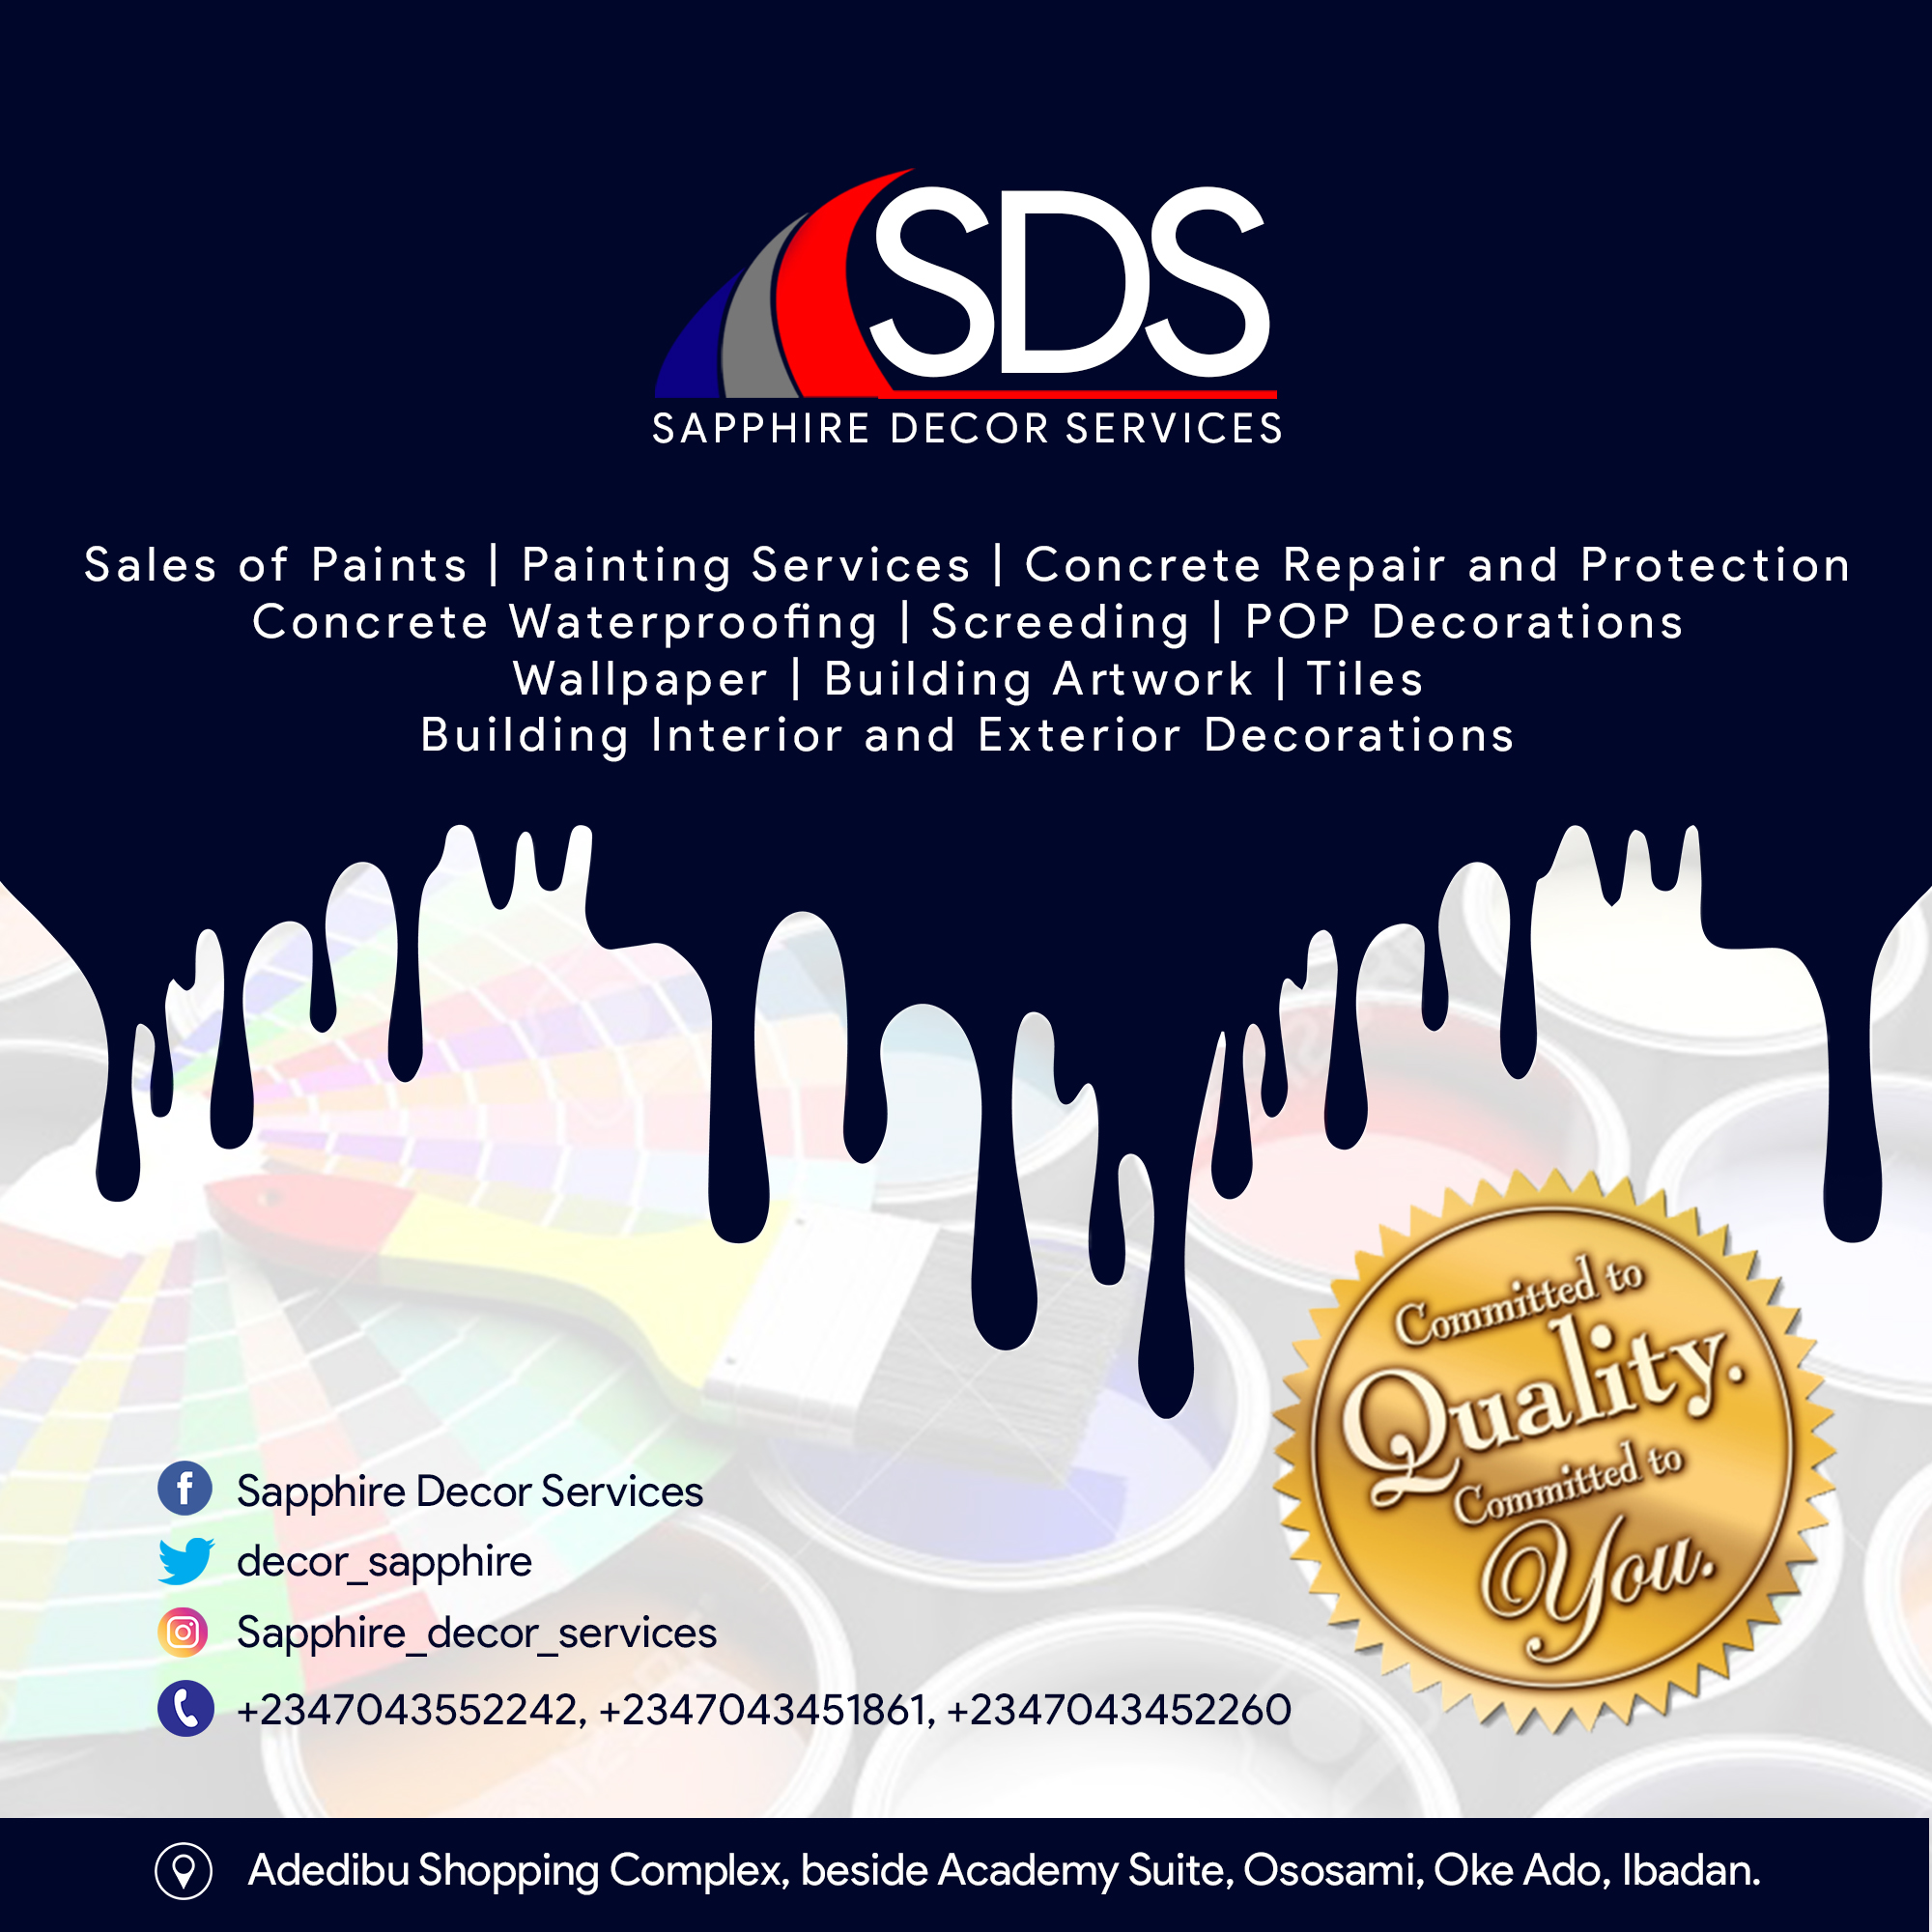 SDS
SAPPHIRE DECOR SERVICES
Sales of Paints | Painting Services | Concrete Repair and Protection
Concrete Waterproofing | Screeding | POP Decorations
Wallpaper | Building Artwork | Tiles
Building Interior and Exterior Decorations
Committed to
Quality.
Committed to
You.
Sapphire Decor Services
decor_sapphire
Sapphire_decor_services
+2347043552242, +2347043451861, +2347043452260
Adedibu Shopping Complex, beside Academy Suite, Ososami, Oke Ado, Ibadan.